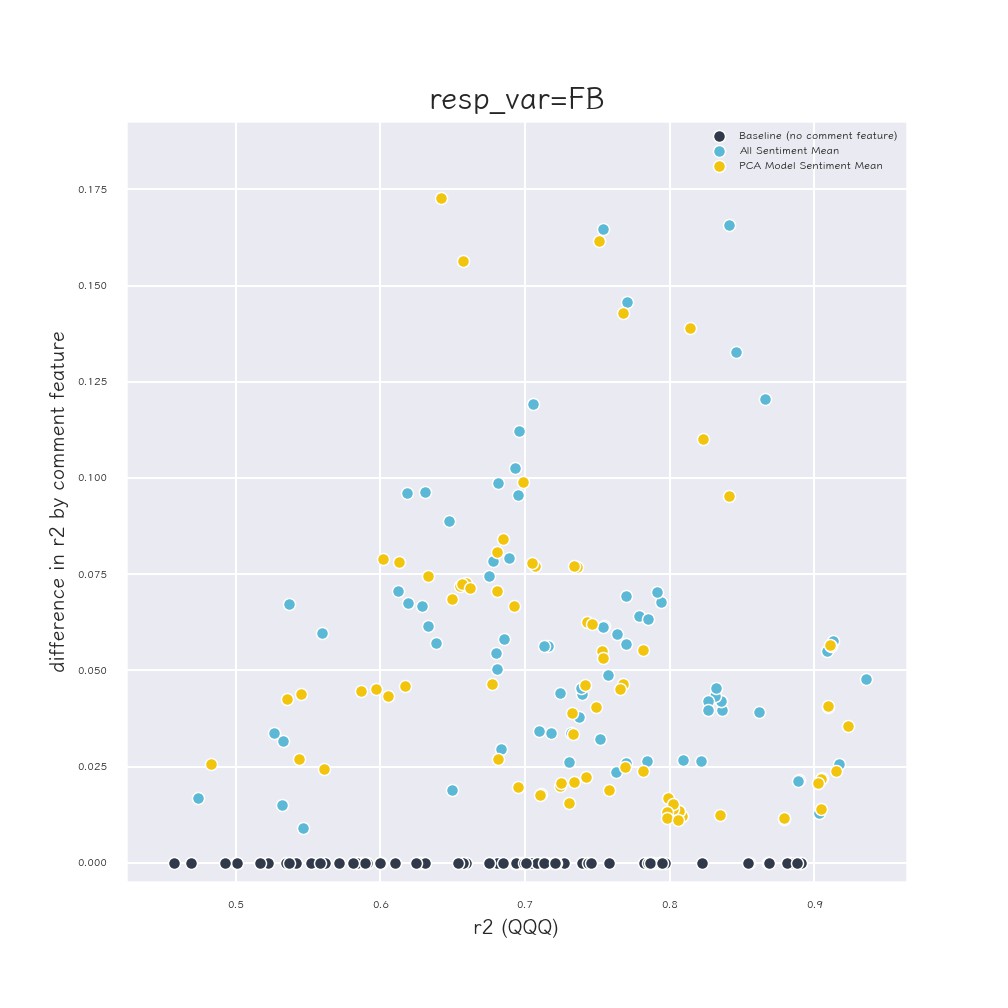 resp_var=FB
Baseline (no comment feature)
All Sentiment Mean
PCA Model Sentiment Mean
difference in r2 by comment feature
0.175
0.150
0.125
0.100
0.075
0.050
0.025
0.000
0.5
0.6
0.7
0.8
0.9
r2 (QQQ)